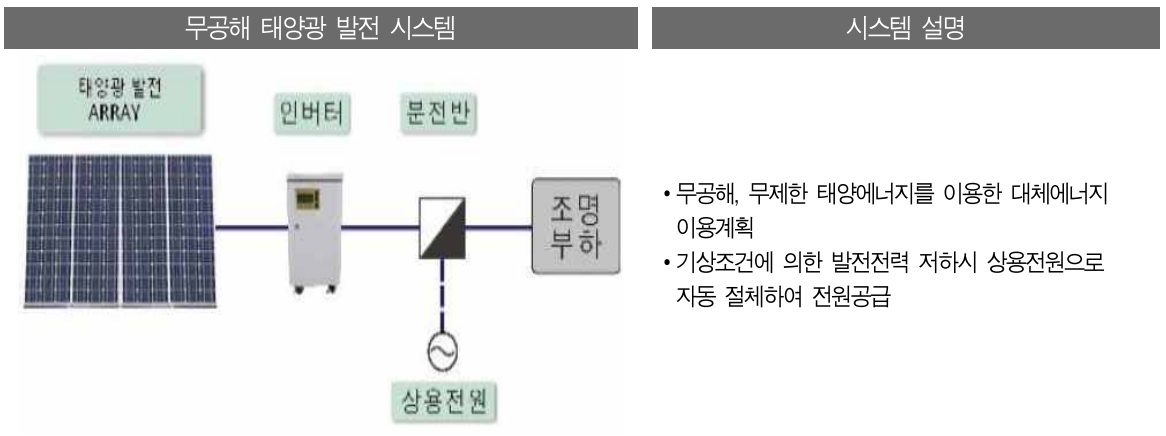 무공해 태양광 발전 시스템
태양광 발전
ARRAY
인버터
분전반
조명
부하
상용전원
시스템 설명
• 무공해, 무제한 태양에너지를 이용한 대체에너지
이용계획
• 기상조건에 의한 발전전력 저하시 상용전원으로
자동 절체하여 전원공급